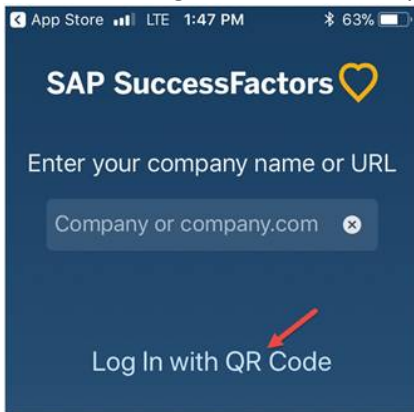 App Store LTE 1:47 PM 63%
SAP SuccessFactors
Enter your company name or URL
Company or company.com
Log In with QR Code